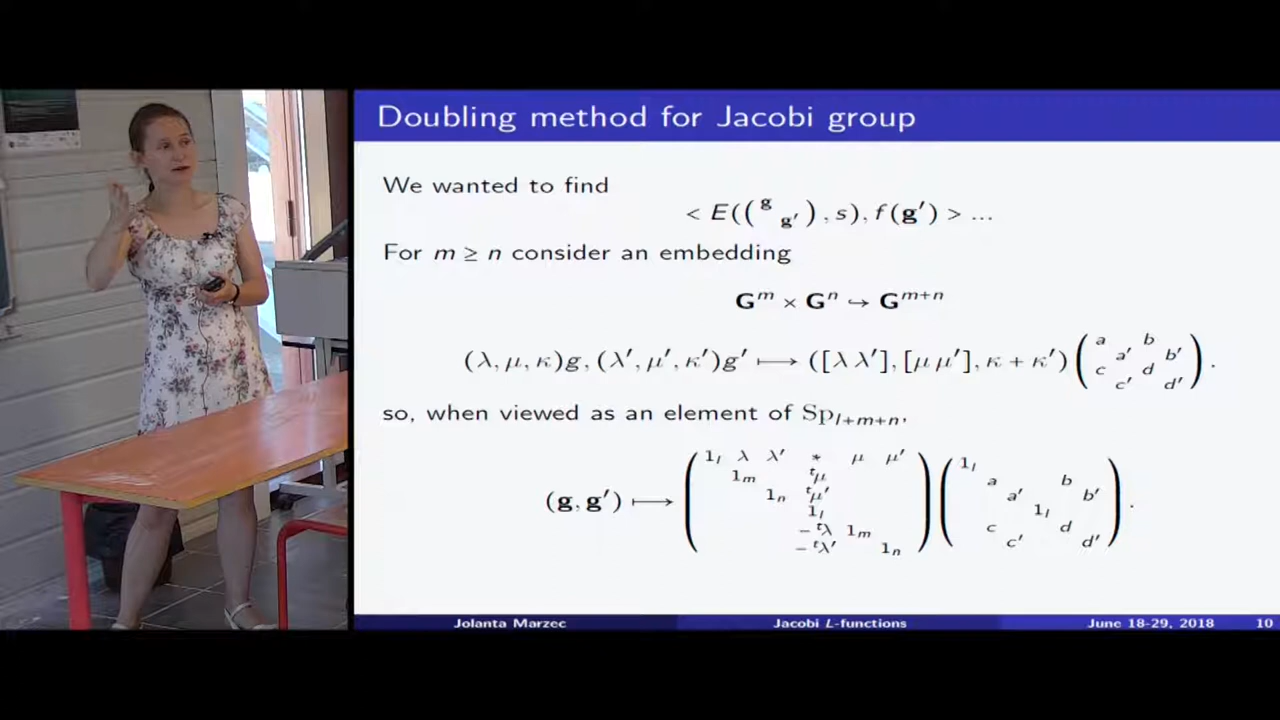 Doubling method for Jacobi group
We wanted to find
< E((^g _g′), s), f(g′) > ...
For m ≥ n consider an embedding
G^m × G^n ↪ G^{m+n}
(λ, μ, κ)g, (λ′, μ′, κ′)g′ ⟼ ([λ λ′], [μ μ′], κ + κ′) ( a b
a′ b′
c d
c′ d′ ) .
so, when viewed as an element of Sp_{l+m+n},
(g, g′) ⟼ ( 1_l λ λ′ * μ μ′
1_m ^tμ
1_n ^tμ′
1_l
−^tλ 1_m
−^tλ′ 1_n ) ( 1_l
a b
a′ b′
1_l
c d
c′ d′ ) .
Jolanta Marzec Jacobi L-functions June 18-29, 2018 10